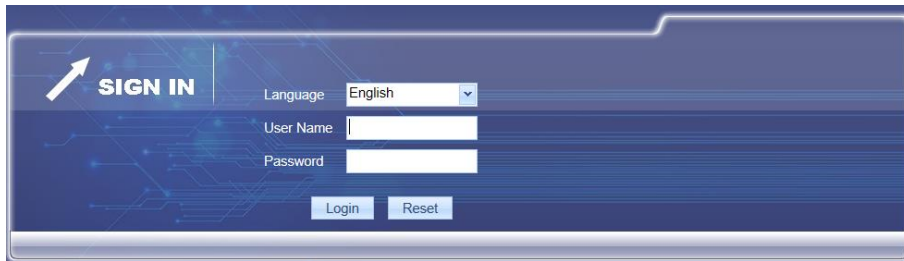 SIGN IN
Language English
User Name
Password
Login Reset